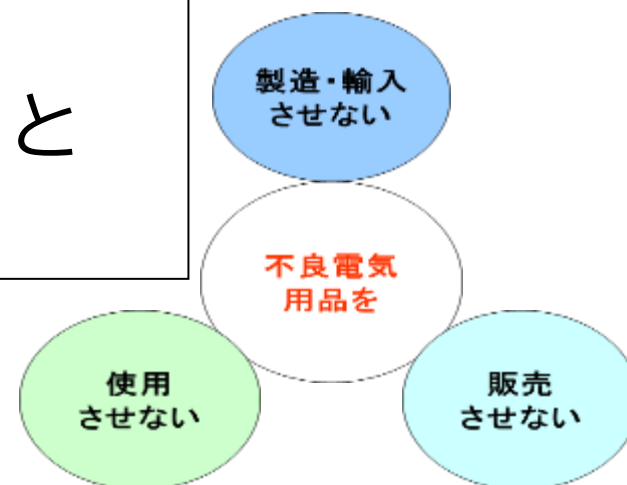 と
製造・輸入
させない
不良電気
用品を
使用
させない
販売
させない